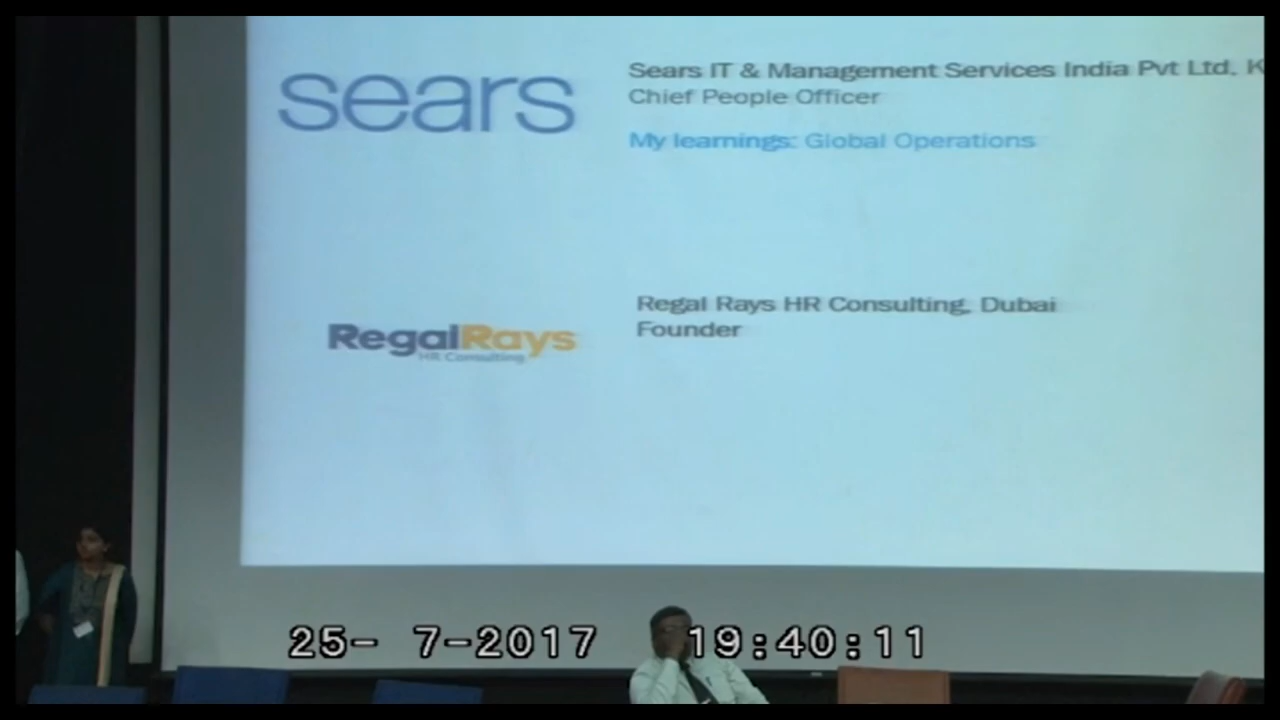 sears
Sears IT & Management Services India Pvt Ltd,
Chief People Officer
My learnings: Global Operations
RegalRays
HR Consulting
Regal Rays HR Consulting, Dubai
Founder
25- 7-2017 19:40:11